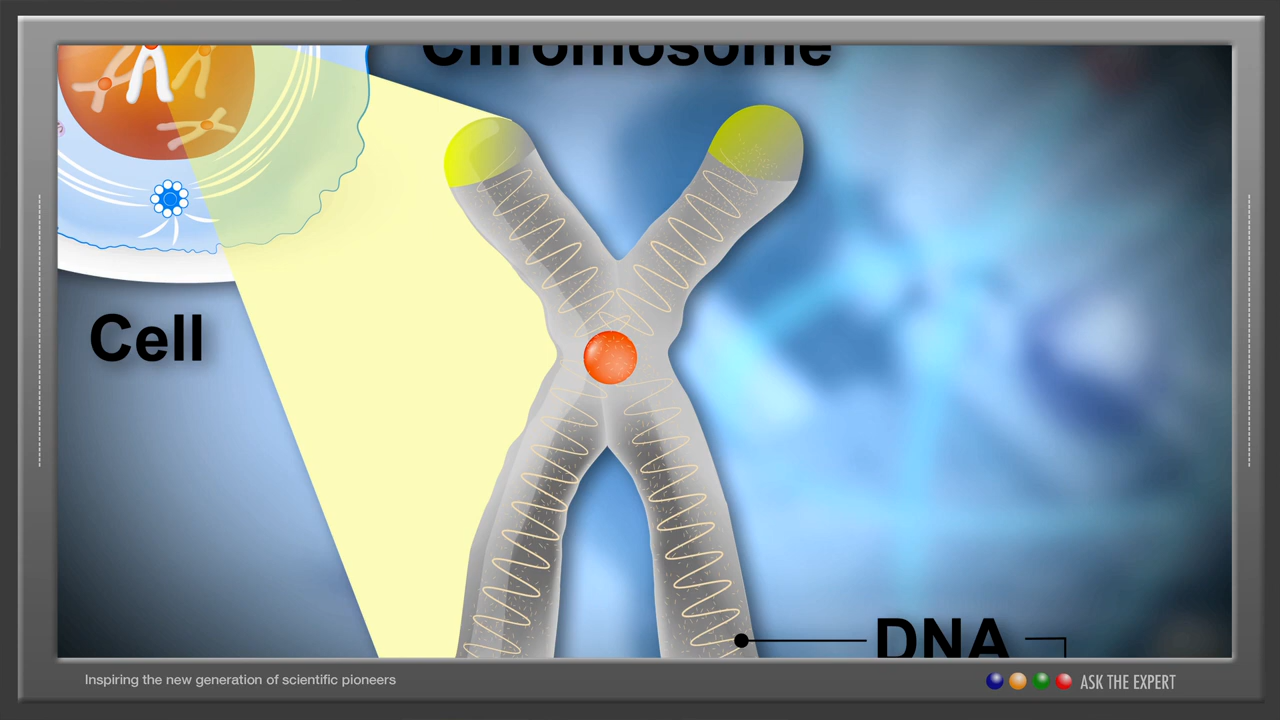 Chromosome
Cell
DNA
Inspiring the new generation of scientific pioneers
ASK THE EXPERT